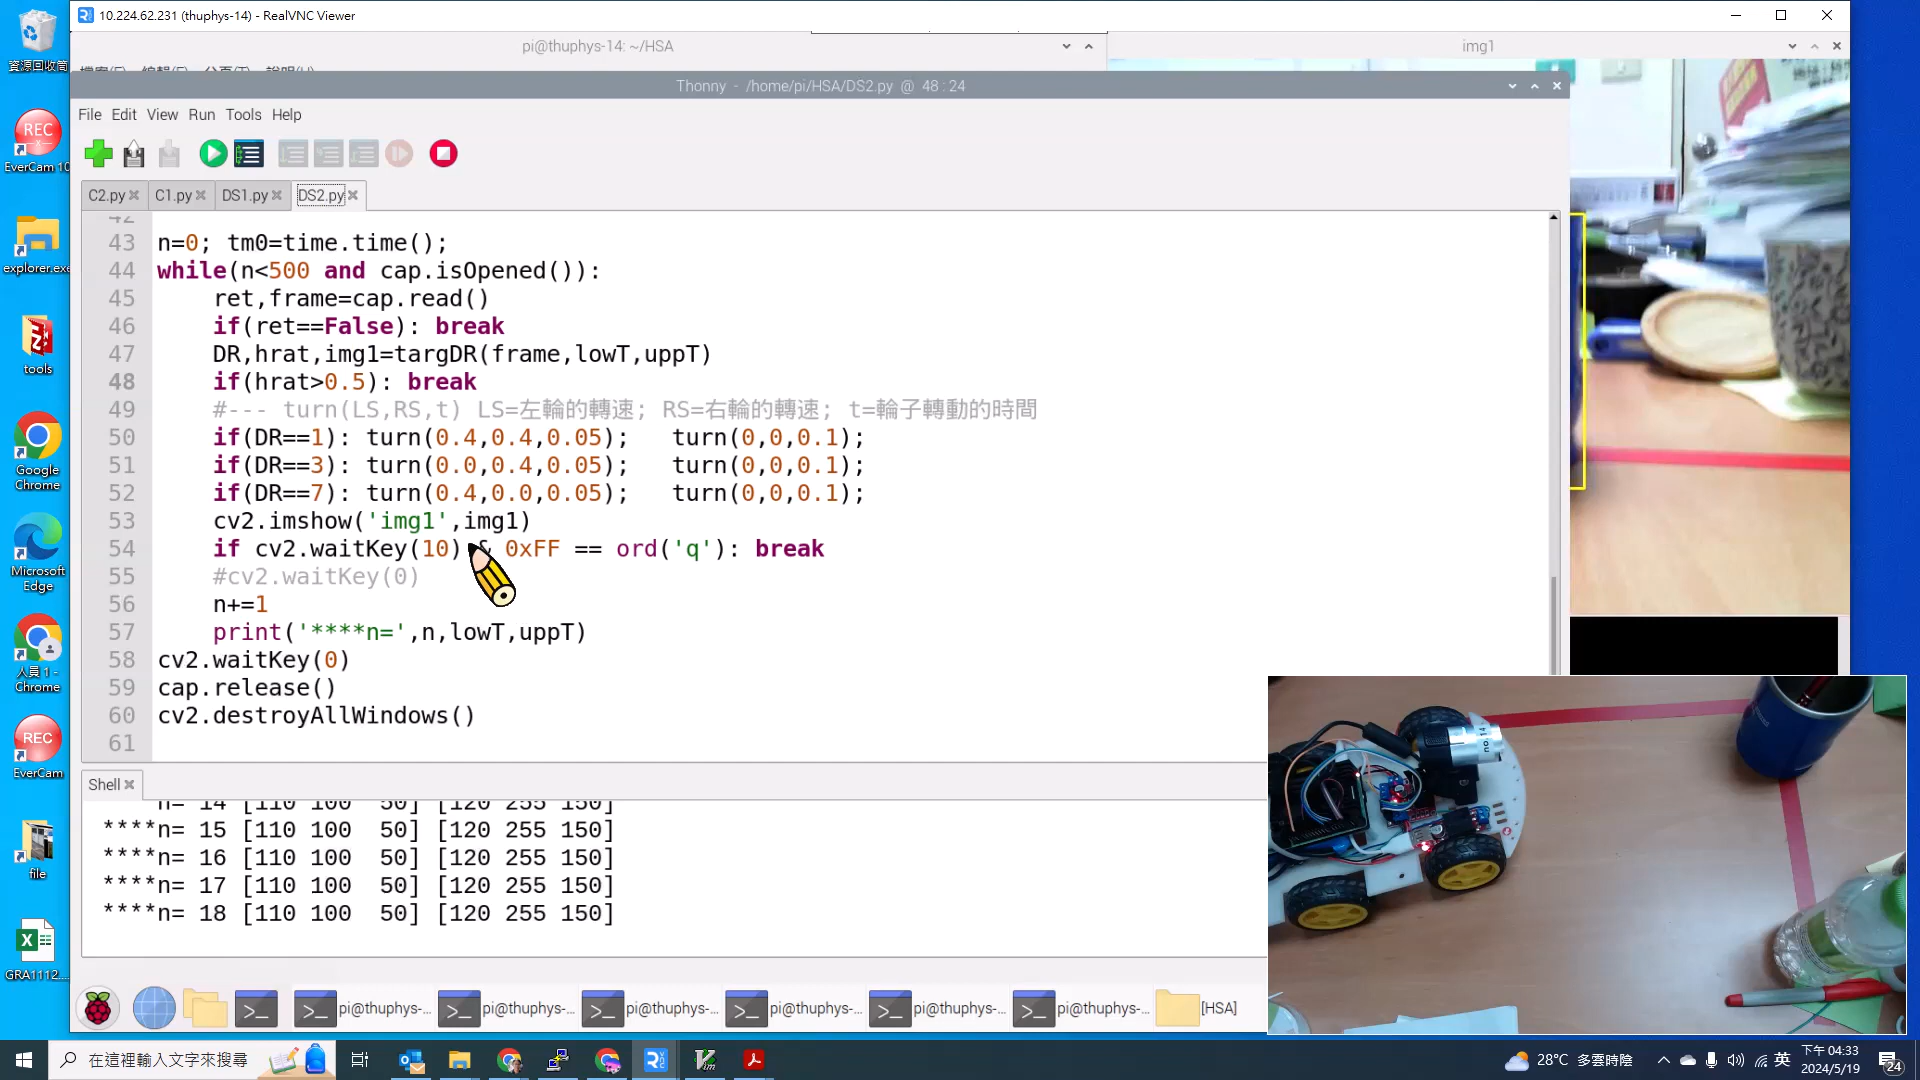 10.224.62.231 (thuphys-14) - RealVNC Viewer
pi@thuphys-14: ~/HSA
img1
Thonny - /home/pi/HSA/DS2.py @ 48 : 24
File Edit View Run Tools Help
C2.py C1.py DS1.py DS2.py
42
43 n=0; tm0=time.time();
44 while(n<500 and cap.isOpened()):
45 ret,frame=cap.read()
46 if(ret==False): break
47 DR,hrat,img1=targDR(frame,lowT,uppT)
48 if(hrat>0.5): break
49 #--- turn(LS,RS,t) LS=左輪的轉速; RS=右輪的轉速; t=輪子轉動的時間
50 if(DR==1): turn(0.4,0.4,0.05); turn(0,0,0.1);
51 if(DR==3): turn(0.0,0.4,0.05); turn(0,0,0.1);
52 if(DR==7): turn(0.4,0.0,0.05); turn(0,0,0.1);
53 cv2.imshow('img1',img1)
54 if cv2.waitKey(10) & 0xFF == ord('q'): break
55 #cv2.waitKey(0)
56 n+=1
57 print('****n=',n,lowT,uppT)
58 cv2.waitKey(0)
59 cap.release()
60 cv2.destroyAllWindows()
61
Shell
****n= 15 [110 100 50] [120 255 150]
****n= 16 [110 100 50] [120 255 150]
****n= 17 [110 100 50] [120 255 150]
****n= 18 [110 100 50] [120 255 150]
pi@thuphys-... pi@thuphys-... pi@thuphys-... pi@thuphys-... pi@thuphys-... pi@thuphys-... [HSA]
資源回收筒
REC
EverCam 10
explorer.exe
tools
Google
Chrome
Microsoft
Edge
人員 1 -
Chrome
REC
EverCam
file
GRA1112....
no.14
在這裡輸入文字來搜尋
28°C 多雲時陰
英
下午 04:33
2024/5/19
24